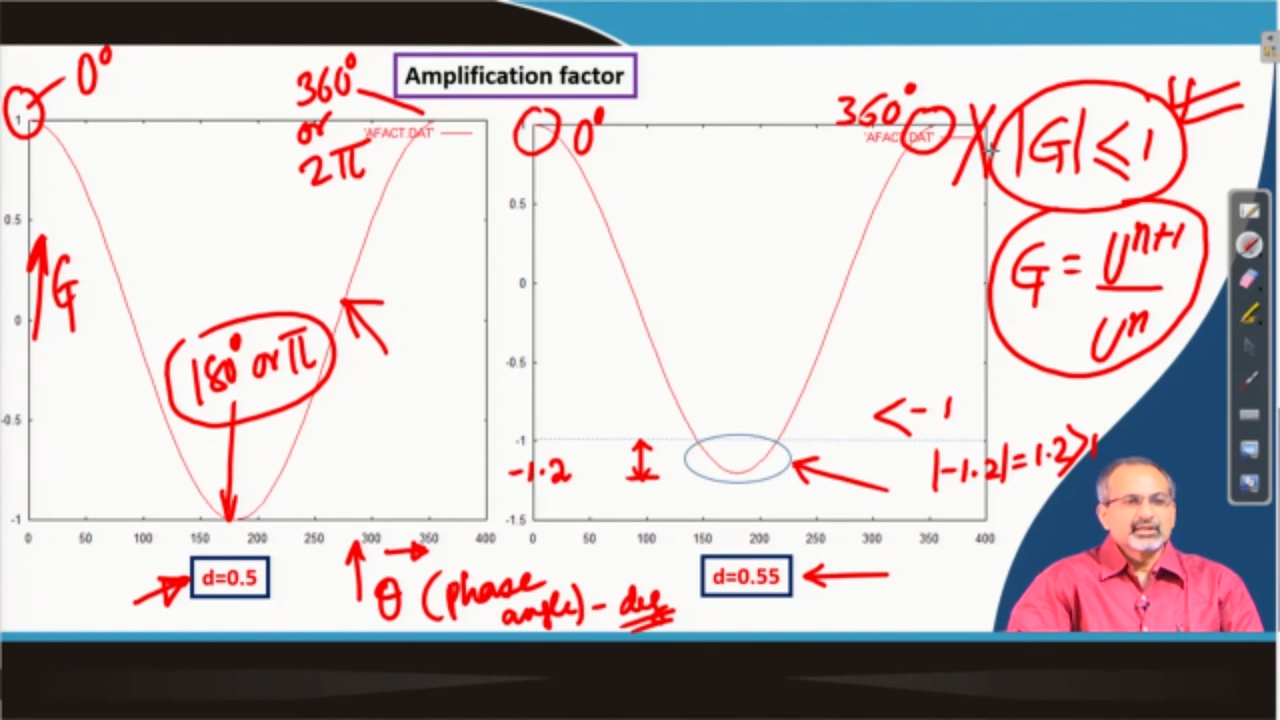 Amplification factor
0°
360°
or
2π
'AFACT.DAT'
1
0.5
0
-0.5
-1
G
180° or π
0 50 100 150 200 250 300 350 400
d=0.5
θ (phase
angle) - deg
0°
360°
'AFACT.DAT'
1
0.5
0
-0.5
-1
-1.5
-1.2
< -1
|-1.2| = 1.2 > 1
0 50 100 150 200 250 300 350 400
d=0.55
X |G| ≤ 1
G = U^n+1
U^n